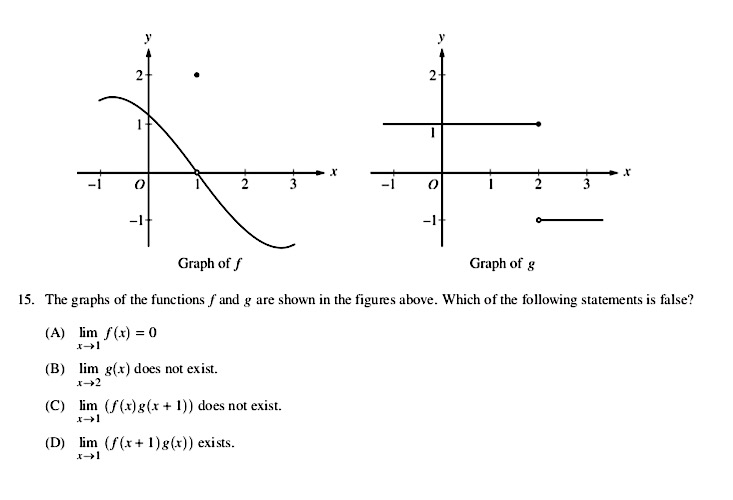 y
2
1
-1 O 1 2 3 x
-1
Graph of f
y
2
1
-1 O 1 2 3 x
-1
Graph of g
15. The graphs of the functions f and g are shown in the figures above. Which of the following statements is false?
(A) lim f(x) = 0
x→1
(B) lim g(x) does not exist.
x→2
(C) lim (f(x)g(x + 1)) does not exist.
x→1
(D) lim (f(x + 1)g(x)) exists.
x→1